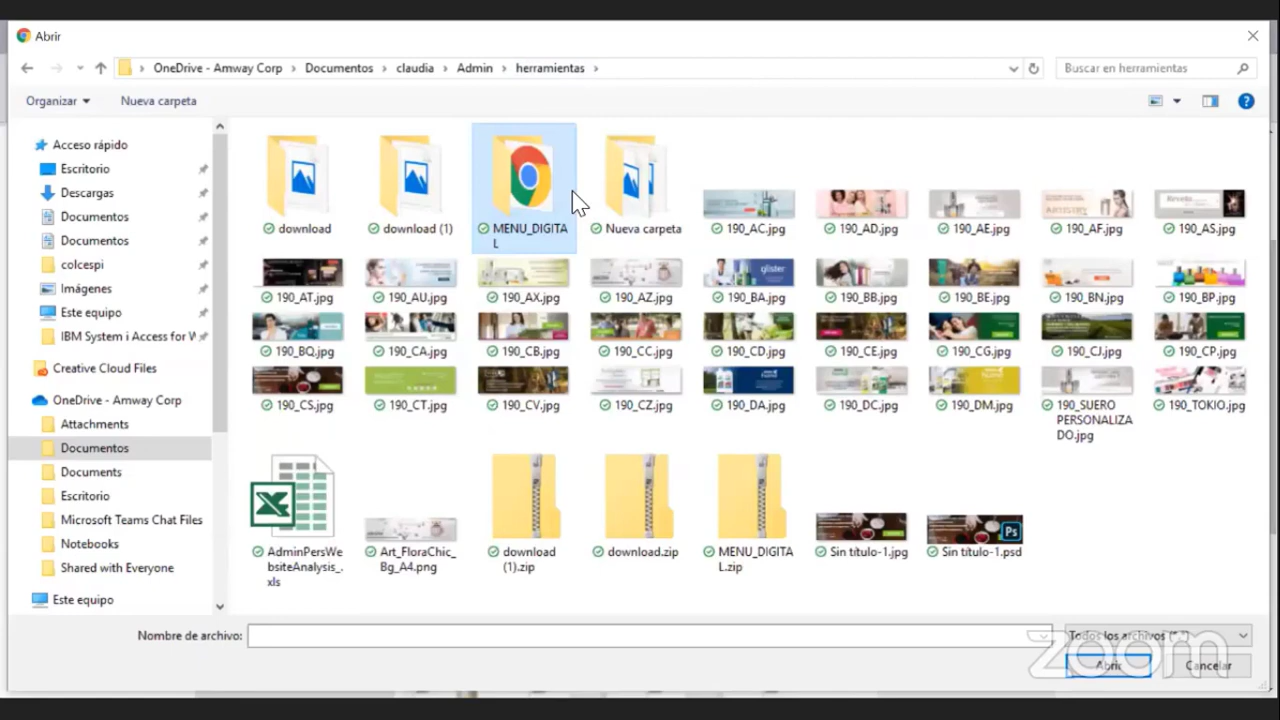 Abrir
OneDrive - Amway Corp > Documentos > claudia > Admin > herramientas >
Buscar en herramientas
Organizar
Nueva carpeta
Acceso rápido
Escritorio
Descargas
Documentos
Documentos
colcespi
Imágenes
Este equipo
IBM System i Access for W
Creative Cloud Files
OneDrive - Amway Corp
Attachments
Documentos
Documents
Escritorio
Microsoft Teams Chat Files
Notebooks
Shared with Everyone
Este equipo
download
download (1)
MENU_DIGITA
L
Nueva carpeta
190_AC.jpg
190_AD.jpg
190_AE.jpg
190_AF.jpg
190_AS.jpg
190_AT.jpg
190_AU.jpg
190_AX.jpg
190_AZ.jpg
glister
190_BA.jpg
190_BB.jpg
190_BE.jpg
190_BN.jpg
190_BP.jpg
190_BQ.jpg
190_CA.jpg
190_CB.jpg
190_CC.jpg
190_CD.jpg
190_CE.jpg
190_CG.jpg
190_CJ.jpg
190_CP.jpg
190_CS.jpg
190_CT.jpg
190_CV.jpg
190_CZ.jpg
190_DA.jpg
190_DC.jpg
190_DM.jpg
190_SUERO
PERSONALIZA
DO.jpg
190_TOKIO.jpg
AdminPersWe
bsiteAnalysis_.
xls
Art_FloraChic_
Bg_A4.png
download
(1).zip
download.zip
MENU_DIGITA
L.zip
Sin título-1.jpg
Ps
Sin título-1.psd
Nombre de archivo:
Todos los archivos (*.*)
Abrir
Cancelar
zoom